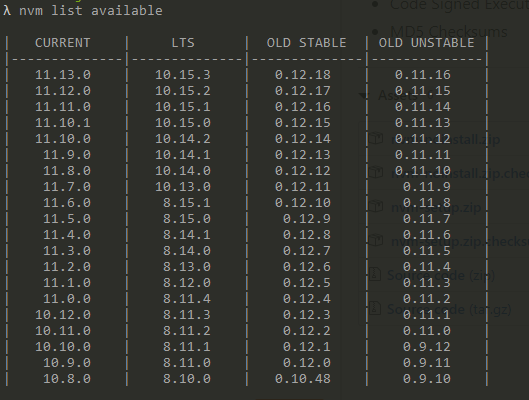 λ nvm list available
|   CURRENT    |     LTS      |  OLD STABLE  | OLD UNSTABLE |
|--------------|--------------|--------------|--------------|
|   11.13.0    |   10.15.3    |   0.12.18    |   0.11.16    |
|   11.12.0    |   10.15.2    |   0.12.17    |   0.11.15    |
|   11.11.0    |   10.15.1    |   0.12.16    |   0.11.14    |
|   11.10.1    |   10.15.0    |   0.12.15    |   0.11.13    |
|   11.10.0    |   10.14.2    |   0.12.14    |   0.11.12    |
|    11.9.0    |   10.14.1    |   0.12.13    |   0.11.11    |
|    11.8.0    |   10.14.0    |   0.12.12    |   0.11.10    |
|    11.7.0    |   10.13.0    |   0.12.11    |    0.11.9    |
|    11.6.0    |    8.15.1    |   0.12.10    |    0.11.8    |
|    11.5.0    |    8.15.0    |    0.12.9    |    0.11.7    |
|    11.4.0    |    8.14.1    |    0.12.8    |    0.11.6    |
|    11.3.0    |    8.14.0    |    0.12.7    |    0.11.5    |
|    11.2.0    |    8.13.0    |    0.12.6    |    0.11.4    |
|    11.1.0    |    8.12.0    |    0.12.5    |    0.11.3    |
|    11.0.0    |    8.11.4    |    0.12.4    |    0.11.2    |
|   10.12.0    |    8.11.3    |    0.12.3    |    0.11.1    |
|   10.11.0    |    8.11.2    |    0.12.2    |    0.11.0    |
|   10.10.0    |    8.11.1    |    0.12.1    |    0.9.12    |
|    10.9.0    |    8.11.0    |    0.12.0    |    0.9.11    |
|    10.8.0    |    8.10.0    |   0.10.48    |    0.9.10    |
Code Signed Execut
MD5 Checksums
Source code (zip)
Source code (tar.gz)